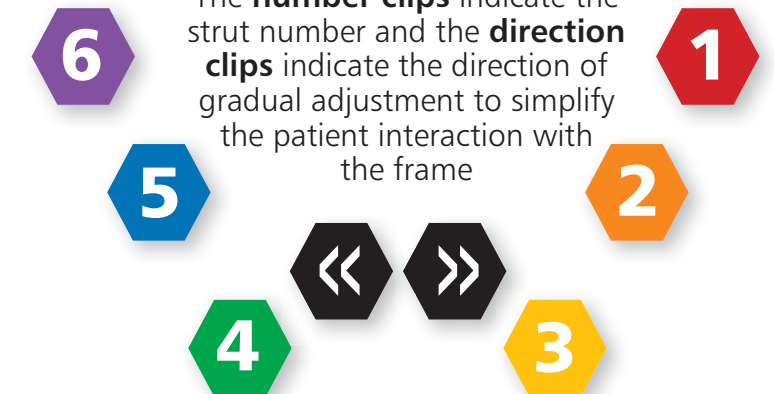 The number clips indicate the
strut number and the direction
clips indicate the direction of
gradual adjustment to simplify
the patient interaction with
the frame
6
1
5
2
«
»
4
3